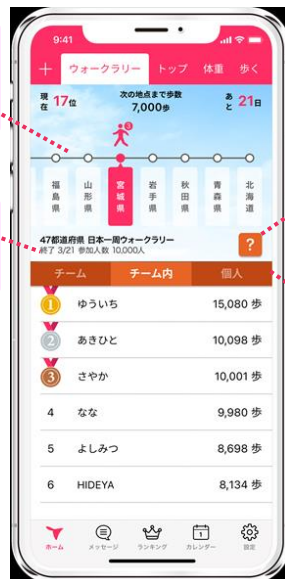 9:41
ウォークラリー トップ 体重 歩く
現在 17位 次の地点まで歩数 7,000歩 あと 21日
3
福島県 山形県 宮城県 岩手県 秋田県 青森県 北海道
47都道府県 日本一周ウォークラリー
終了 3/21 参加人数 10,000人
?
チーム チーム内 個人
1 ゆういち 15,080 歩
2 あきひと 10,098 歩
3 さやか 10,001 歩
4 なな 9,980 歩
5 よしみつ 8,698 歩
6 HIDEYA 8,134 歩
1
ホーム メッセージ ランキング カレンダー 設定